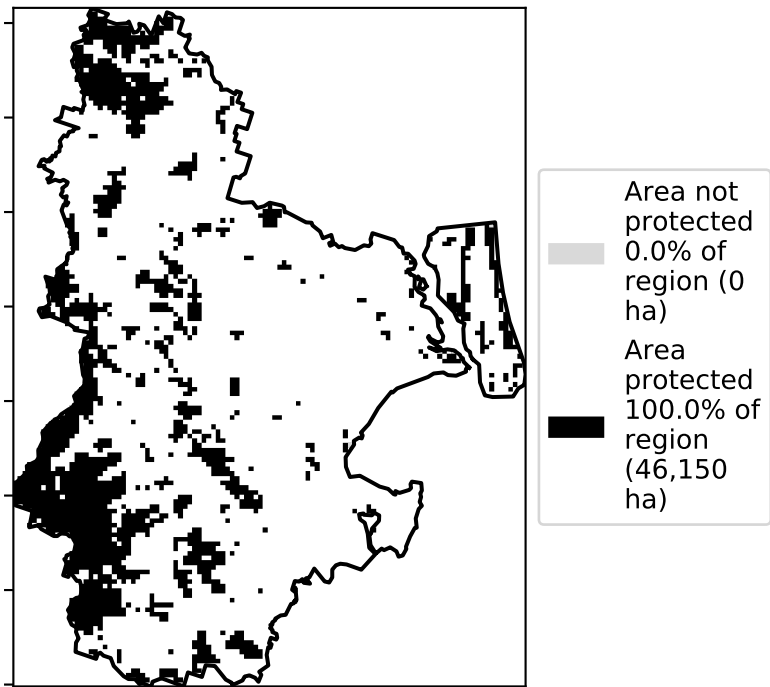 Area not
protected
0.0% of
region (0
ha)
Area
protected
100.0% of
region
(46,150
ha)